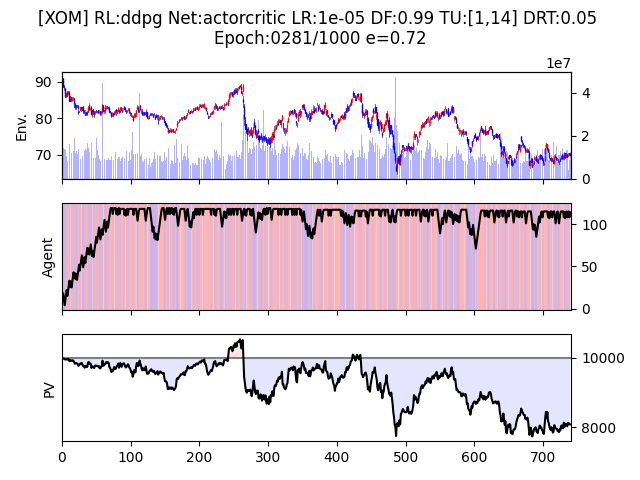 [XOM] RL:ddpg Net:actorcritic LR:1e-05 DF:0.99 TU:[1,14] DRT:0.05
Epoch:0281/1000 e=0.72
1e7
Env.
90
80
70
4
2
0
Agent
100
50
0
PV
10000
8000
0 100 200 300 400 500 600 700